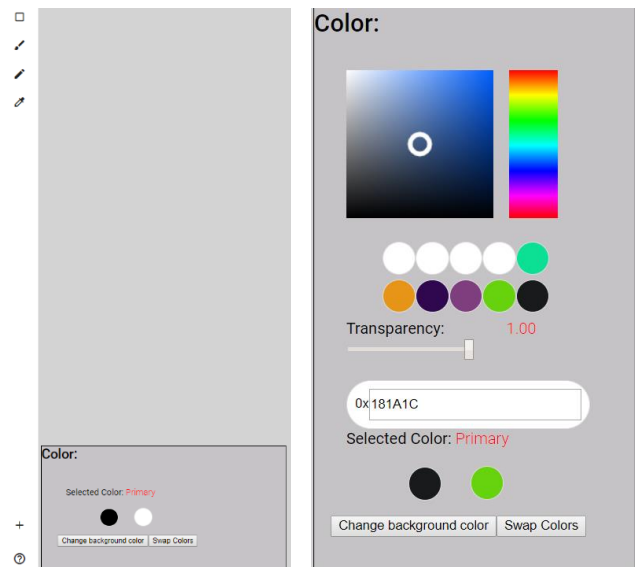 Color:
Selected Color: Primary
Change background color Swap Colors
Color:
Transparency: 1.00
0x 181A1C
Selected Color: Primary
Change background color Swap Colors